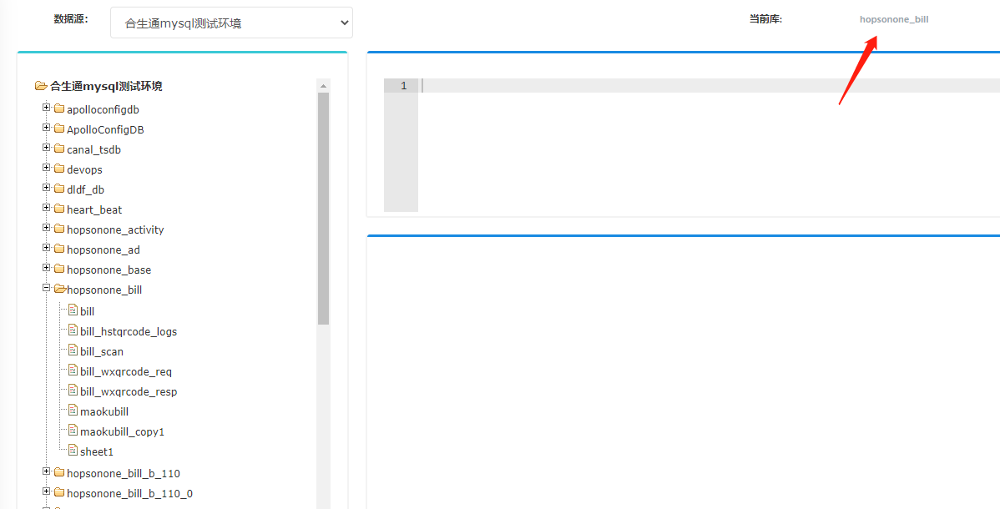 数据源: 合生通mysql测试环境 当前库: hopsonone_bill
合生通mysql测试环境
1
apolloconfigdb
ApolloConfigDB
canal_tsdb
devops
dldf_db
heart_beat
hopsonone_activity
hopsonone_ad
hopsonone_base
hopsonone_bill
bill
bill_hstqrcode_logs
bill_scan
bill_wxqrcode_req
bill_wxqrcode_resp
maokubill
maokubill_copy1
sheet1
hopsonone_bill_b_110
hopsonone_bill_b_110_0